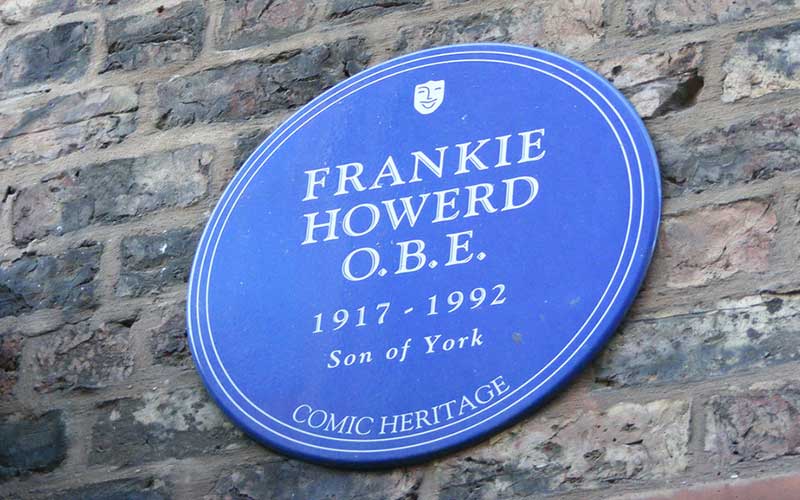 FRANKIE
HOWERD
O.B.E.
1917 - 1992
Son of York
COMIC HERITAGE